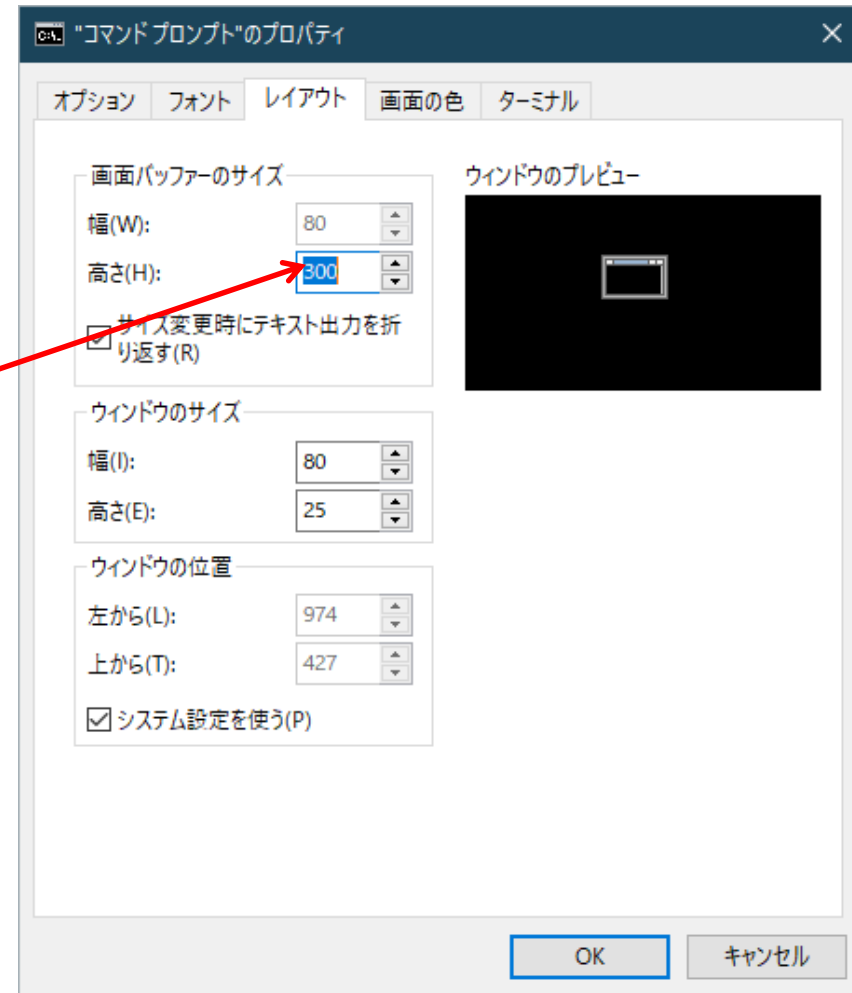 "コマンド プロンプト"のプロパティ
オプション フォント レイアウト 画面の色 ターミナル
画面バッファーのサイズ
幅(W): 80
高さ(H): 300
サイズ変更時にテキスト出力を折
り返す(R)
ウィンドウのサイズ
幅(I): 80
高さ(E): 25
ウィンドウの位置
左から(L): 974
上から(T): 427
システム設定を使う(P)
ウィンドウのプレビュー
OK キャンセル